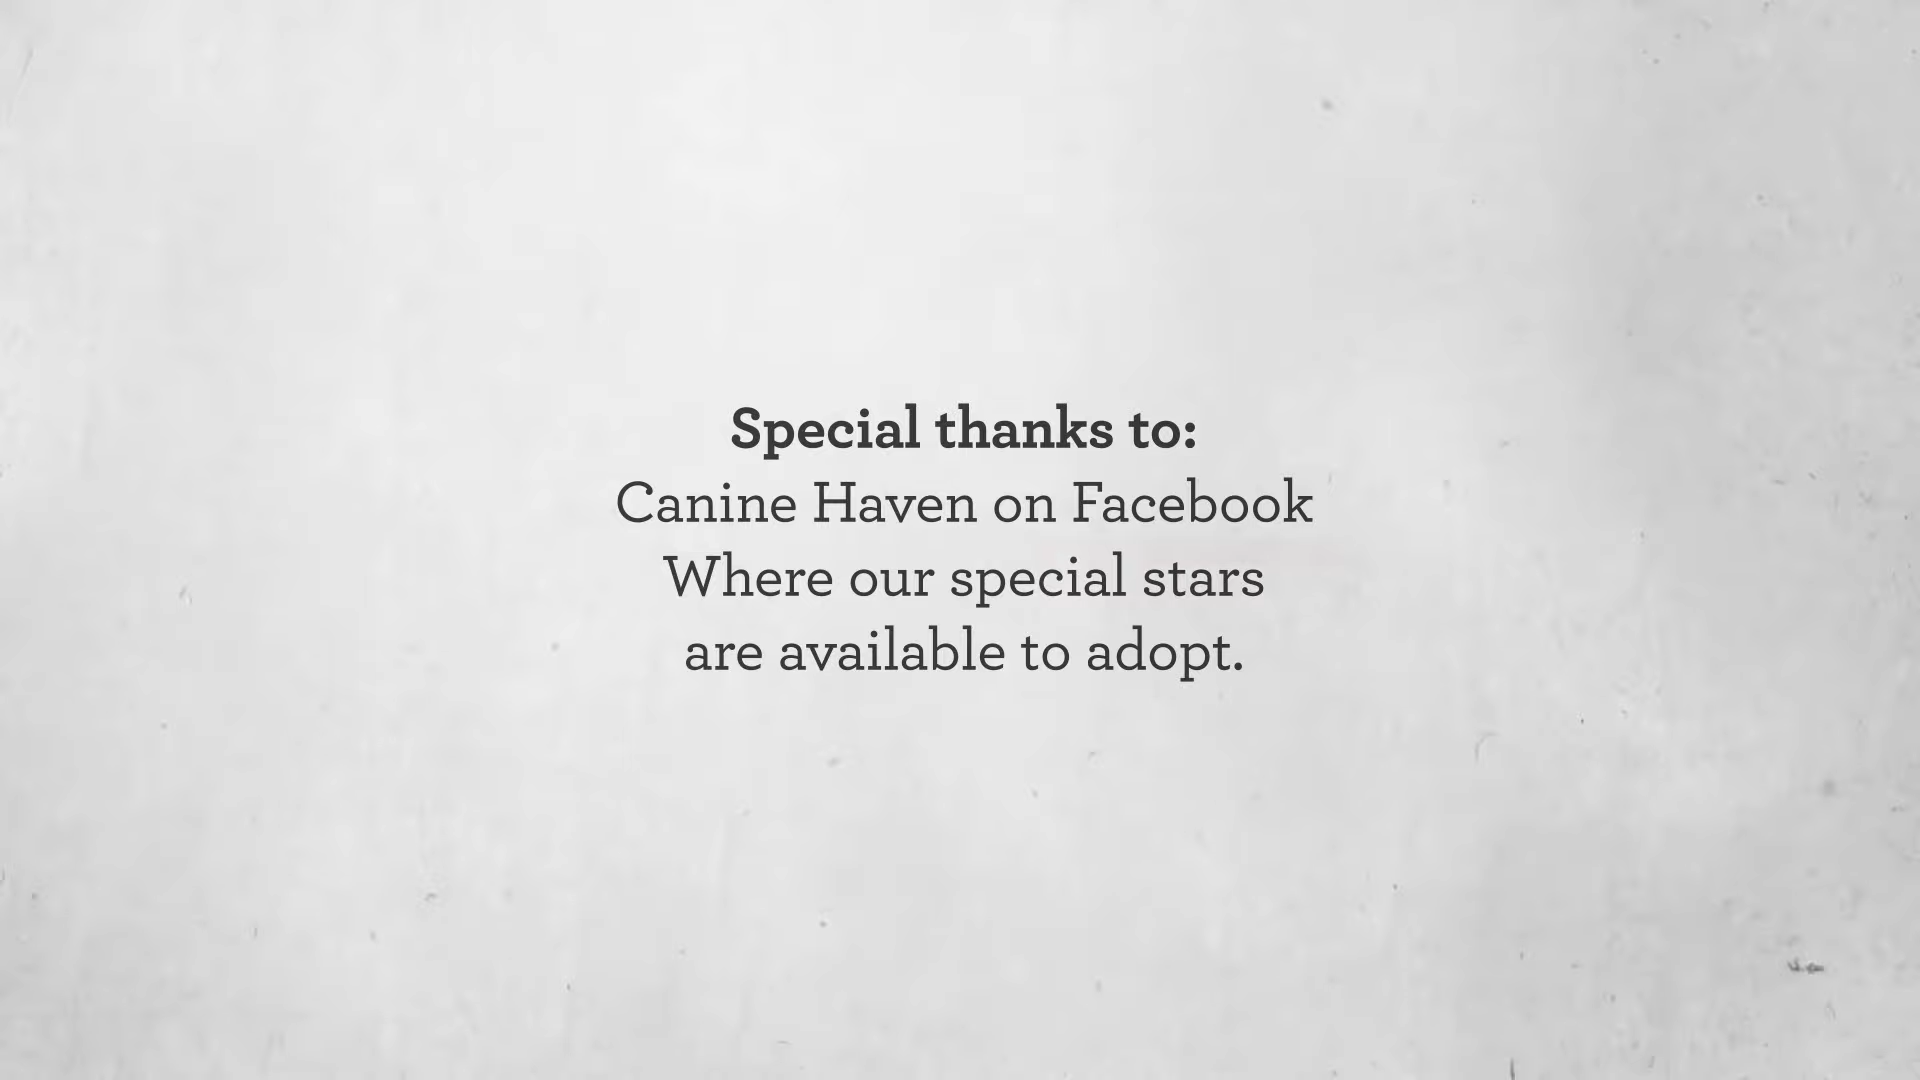 Special thanks to:
Canine Haven on Facebook
Where our special stars
are available to adopt.